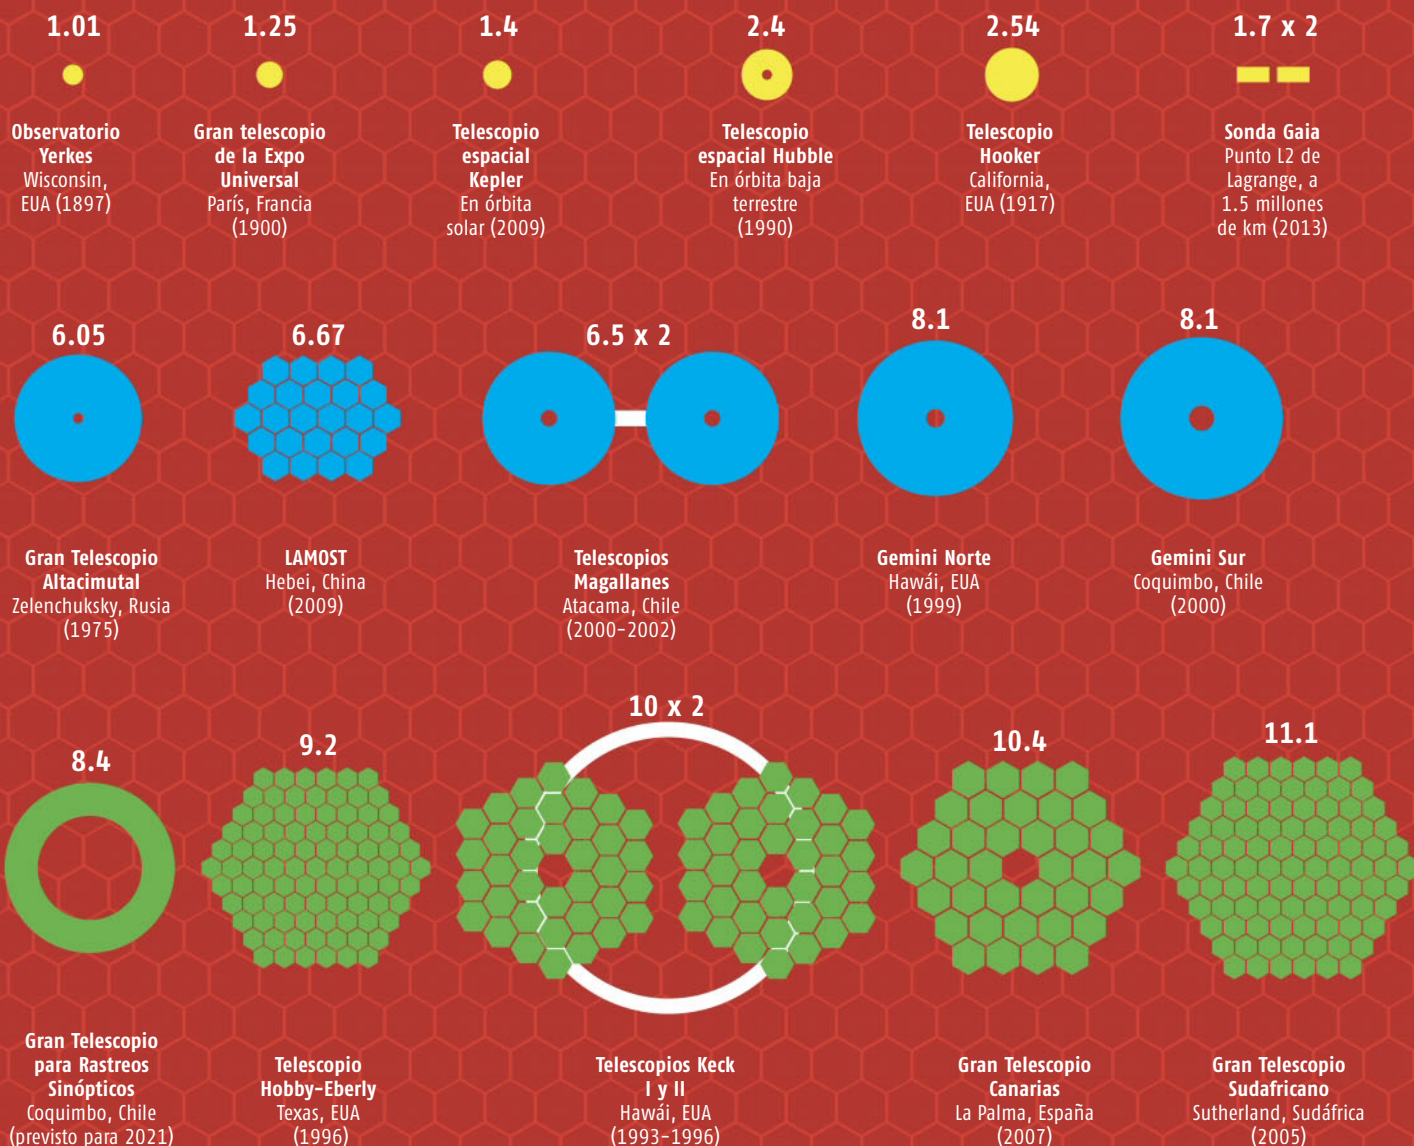 1.01
Observatorio
Yerkes
Wisconsin,
EUA (1897)
1.25
Gran telescopio
de la Expo
Universal
París, Francia
(1900)
1.4
Telescopio
espacial
Kepler
En órbita
solar (2009)
2.4
Telescopio
espacial Hubble
En órbita baja
terrestre
(1990)
2.54
Telescopio
Hooker
California,
EUA (1917)
1.7 x 2
Sonda Gaia
Punto L2 de
Lagrange, a
1.5 millones
de km (2013)
6.05
Gran Telescopio
Altacimutal
Zelenchuksky, Rusia
(1975)
6.67
LAMOST
Hebei, China
(2009)
6.5 x 2
Telescopios
Magallanes
Atacama, Chile
(2000-2002)
8.1
Gemini Norte
Hawái, EUA
(1999)
8.1
Gemini Sur
Coquimbo, Chile
(2000)
8.4
Gran Telescopio
para Rastreos
Sinópticos
Coquimbo, Chile
(previsto para 2021)
9.2
Telescopio
Hobby-Eberly
Texas, EUA
(1996)
10 x 2
Telescopios Keck
I y II
Hawái, EUA
(1993-1996)
10.4
Gran Telescopio
Canarias
La Palma, España
(2007)
11.1
Gran Telescopio
Sudafricano
Sutherland, Sudáfrica
(2005)